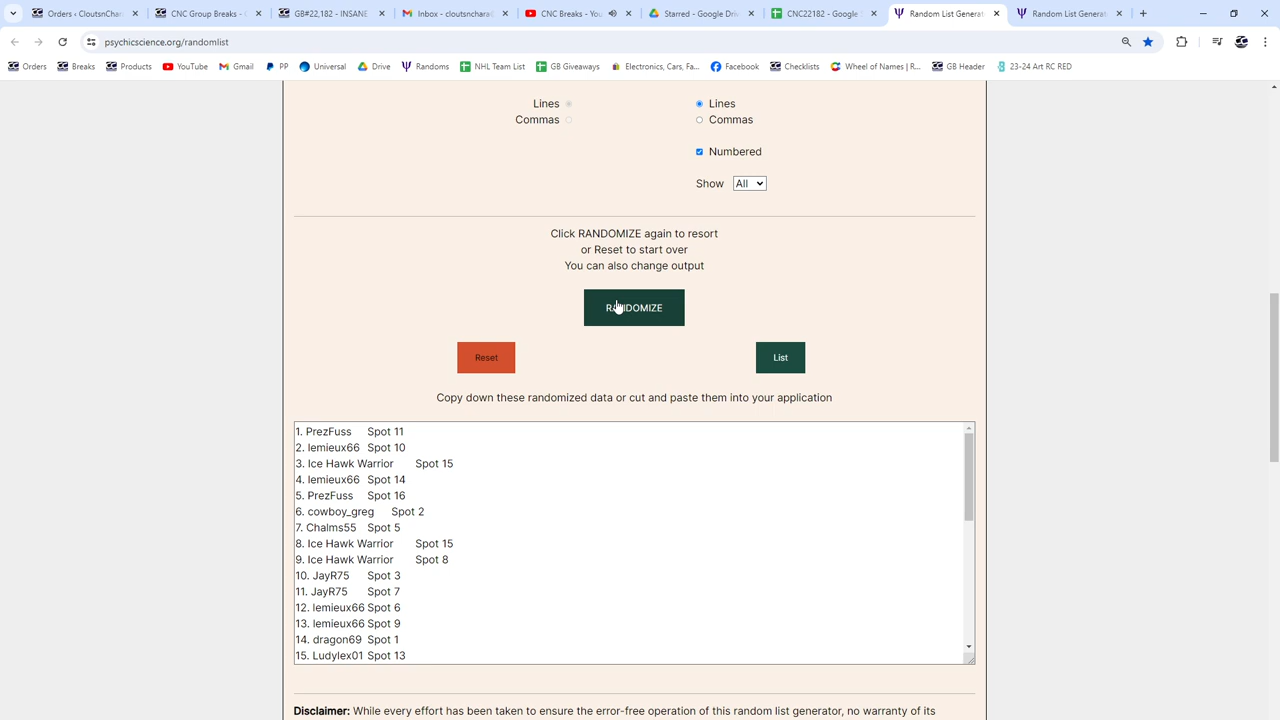 Orders ‹ CloutsnChar
CNC Group Breaks -
GB#22,182 - INSANE
Inbox - cloutsnchara
CNC Breaks - You
Starred - Google Dri
CNC22182 - Google S
Random List Generat
Random List Generat
psychicscience.org/randomlist
Orders Breaks Products YouTube Gmail PP Universal Drive Randoms NHL Team List GB Giveaways Electronics, Cars, Fa... Facebook Checklists Wheel of Names | R... GB Header 23-24 Art RC RED
Lines Lines
Commas Commas
Numbered
Show All
Click RANDOMIZE again to resort
or Reset to start over
You can also change output
RANDOMIZE
Reset List
Copy down these randomized data or cut and paste them into your application
1. PrezFuss Spot 11
2. lemieux66 Spot 10
3. Ice Hawk Warrior Spot 15
4. lemieux66 Spot 14
5. PrezFuss Spot 16
6. cowboy_greg Spot 2
7. Chalms55 Spot 5
8. Ice Hawk Warrior Spot 15
9. Ice Hawk Warrior Spot 8
10. JayR75 Spot 3
11. JayR75 Spot 7
12. lemieux66 Spot 6
13. lemieux66 Spot 9
14. dragon69 Spot 1
15. Ludylex01 Spot 13
Disclaimer: While every effort has been taken to ensure the error-free operation of this random list generator, no warranty of its